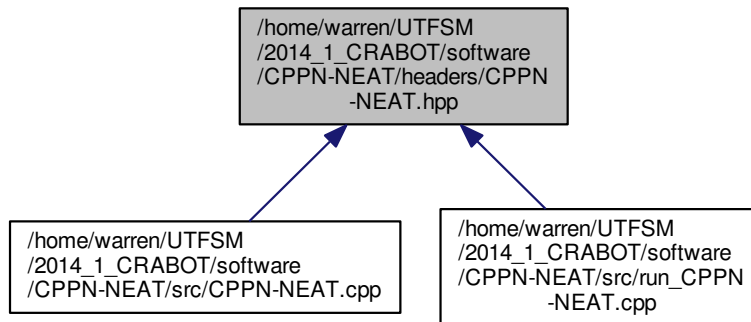 /home/warren/UTFSM
/2014_1_CRABOT/software
/CPPN-NEAT/headers/CPPN
-NEAT.hpp
/home/warren/UTFSM
/2014_1_CRABOT/software
/CPPN-NEAT/src/CPPN-NEAT.cpp
/home/warren/UTFSM
/2014_1_CRABOT/software
/CPPN-NEAT/src/run_CPPN
-NEAT.cpp